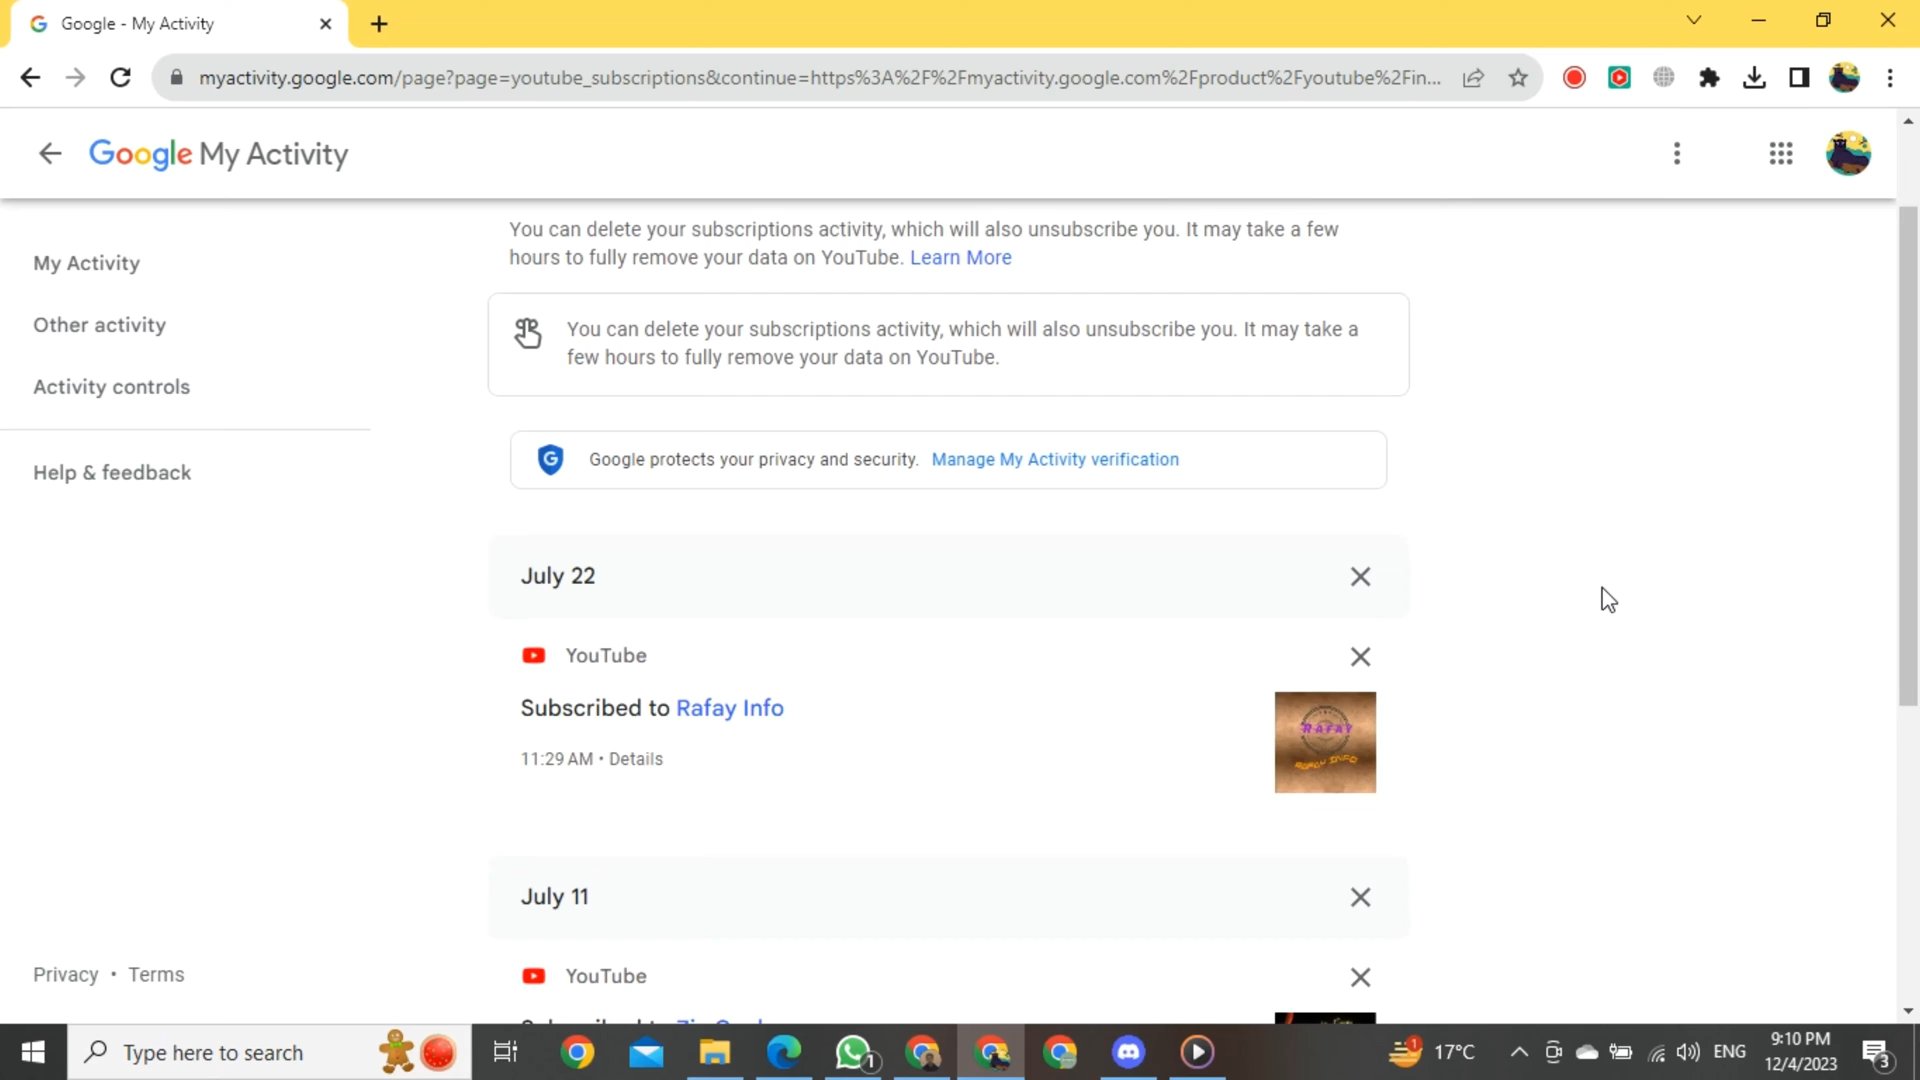 Google - My Activity
myactivity.google.com/page?page=youtube_subscriptions&continue=https%3A%2F%2Fmyactivity.google.com%2Fproduct%2Fyoutube%2Fin...
Google My Activity
You can delete your subscriptions activity, which will also unsubscribe you. It may take a few
hours to fully remove your data on YouTube. Learn More
My Activity
Other activity
Activity controls
Help & feedback
You can delete your subscriptions activity, which will also unsubscribe you. It may take a
few hours to fully remove your data on YouTube.
Google protects your privacy and security. Manage My Activity verification
July 22
YouTube
Subscribed to Rafay Info
11:29 AM • Details
RAFAY
RAFAY INFO
July 11
YouTube
Privacy • Terms
Type here to search
1
1
17°C
ENG
9:10 PM
12/4/2023
3